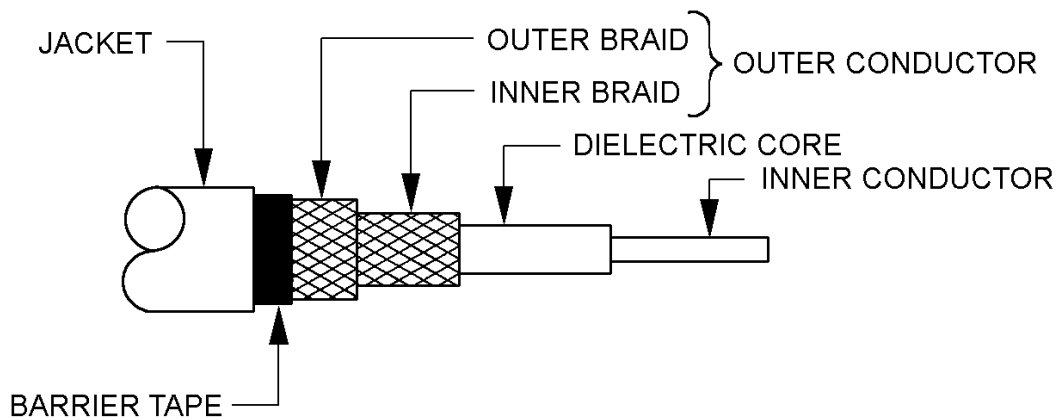 JACKET
OUTER BRAID
OUTER CONDUCTOR
INNER BRAID
DIELECTRIC CORE
INNER CONDUCTOR
BARRIER TAPE